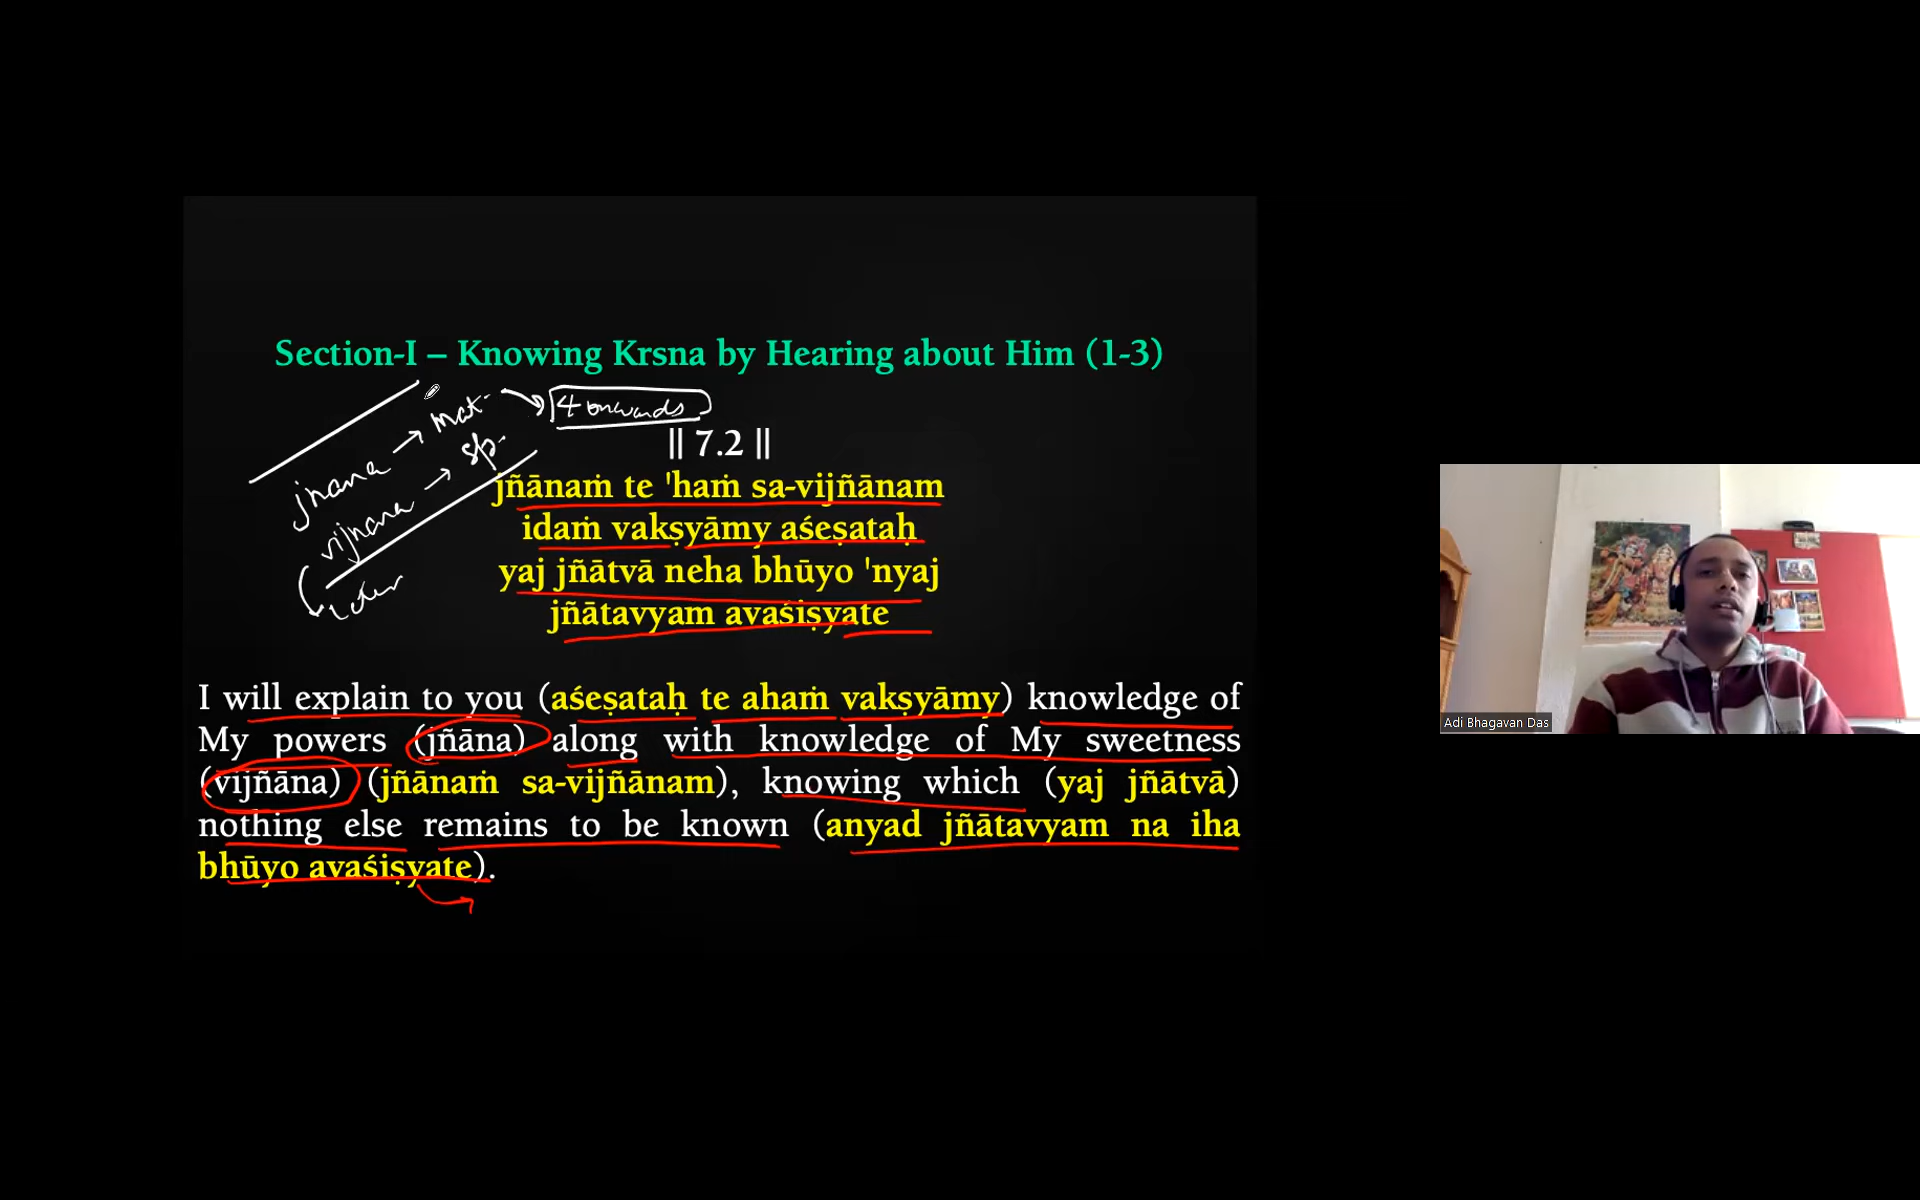 Section-I – Knowing Krsna by Hearing about Him (1-3)
jnana → mat.
vijnana → sp.
later
4 onwards
|| 7.2 ||
jñānaṁ te 'haṁ sa-vijñānam
idaṁ vakṣyāmy aśeṣataḥ
yaj jñātvā neha bhūyo 'nyaj
jñātavyam avaśiṣyate
I will explain to you (aśeṣataḥ te ahaṁ vakṣyāmy) knowledge of
My powers (jñāna) along with knowledge of My sweetness
(vijñāna) (jñānaṁ sa-vijñānam), knowing which (yaj jñātvā)
nothing else remains to be known (anyad jñātavyam na iha
bhūyo avaśiṣyate).
Adi Bhagavan Das